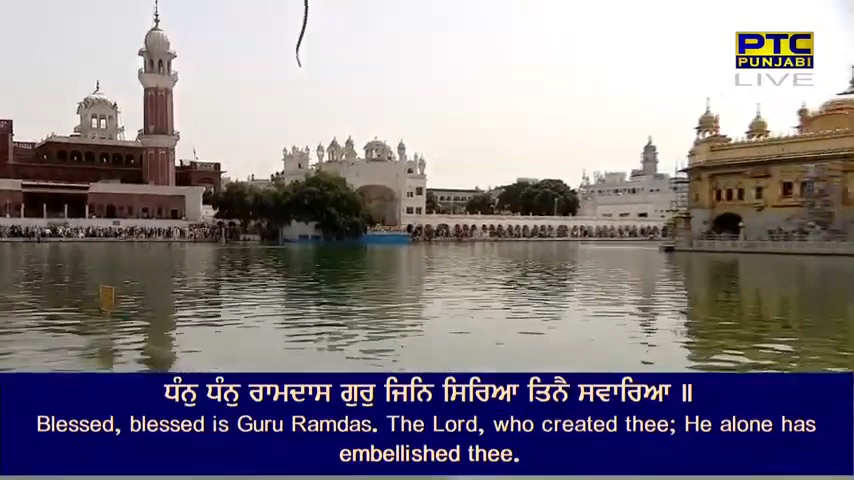 PTC
PUNJABI
LIVE
ਧੰਨੁ ਧੰਨੁ ਰਾਮਦਾਸ ਗੁਰੁ ਜਿਨਿ ਸਿਰਿਆ ਤਿਨੈ ਸਵਾਰਿਆ ॥
Blessed, blessed is Guru Ramdas. The Lord, who created thee; He alone has
embellished thee.